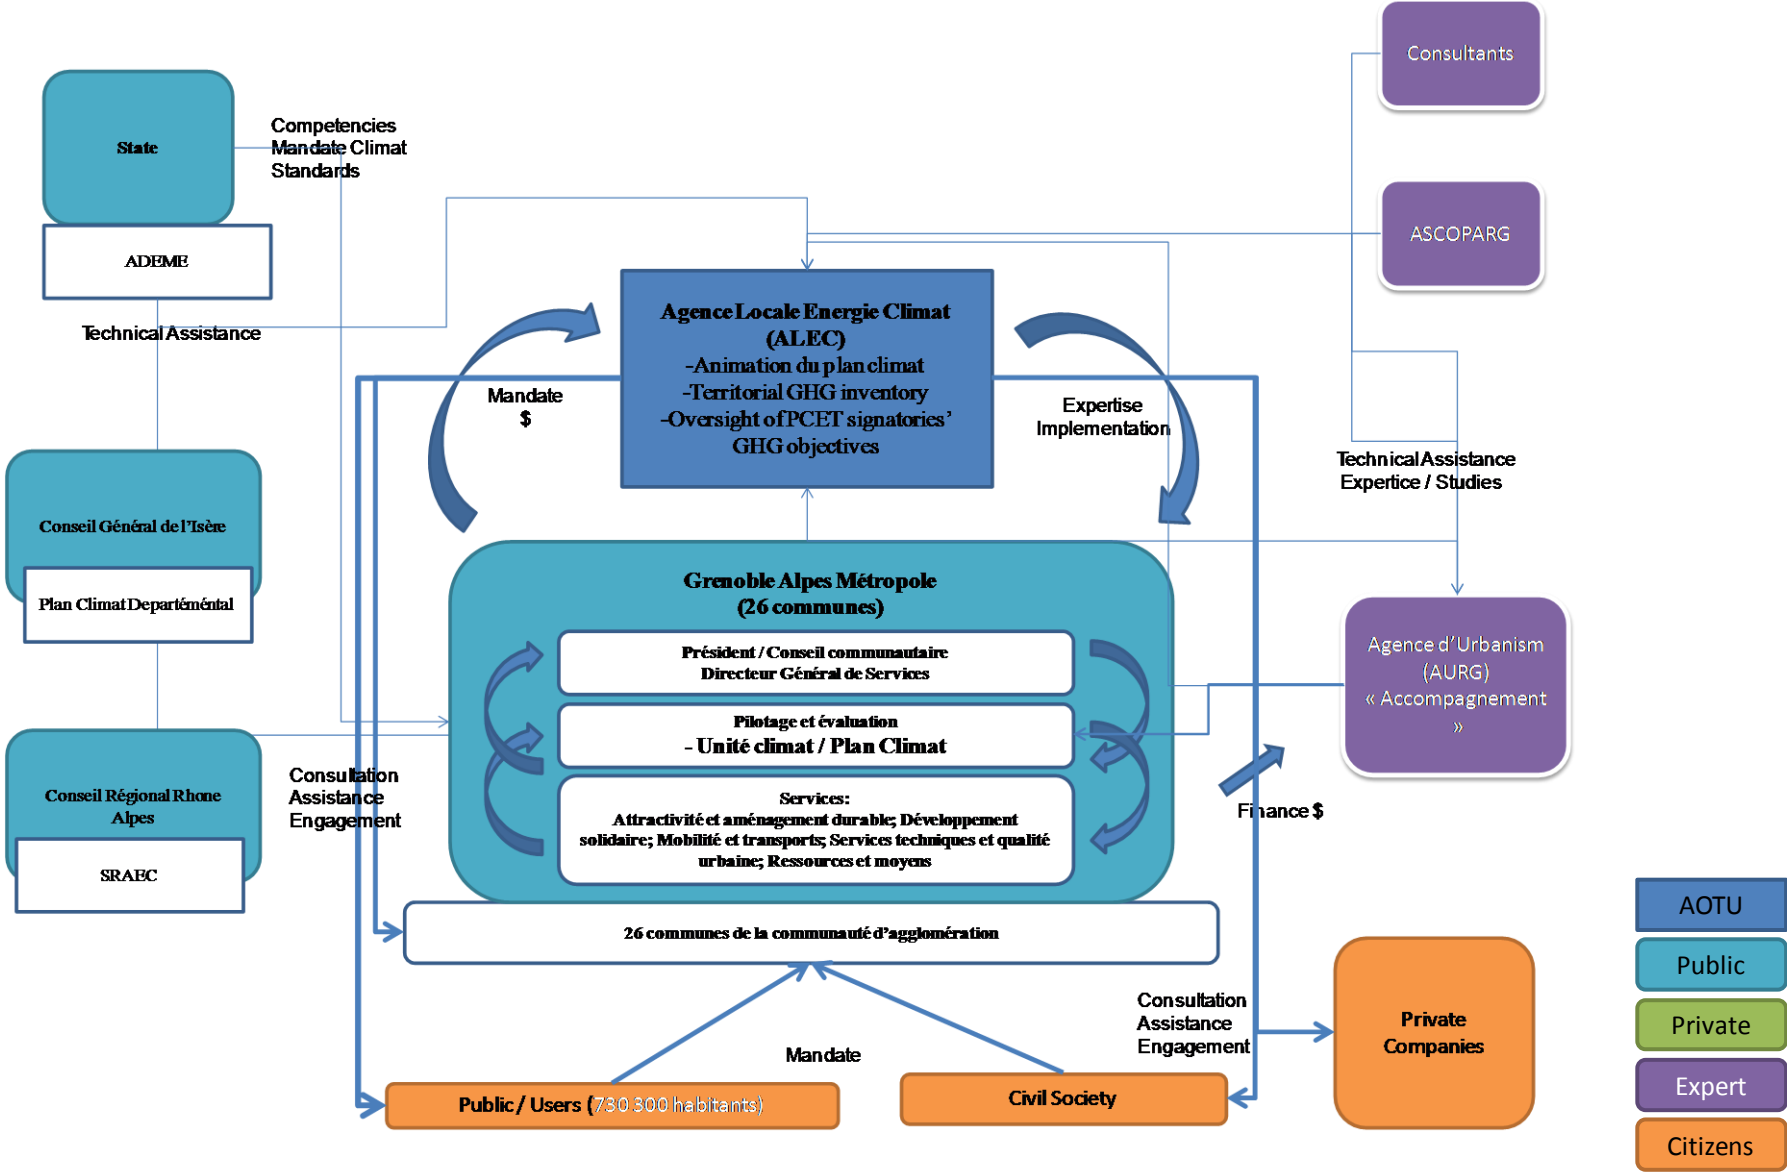 Consultants
State
Competencies
Mandate Climat
Standards
ASCOPARG
ADEME
Technical Assistance
Agence Locale Energie Climat
(ALEC)
-Animation du plan climat
-Territorial GHG inventory
-Oversight of PCET signatories'
GHG objectives
Mandate
$
Expertise
Implementation
Technical Assistance
Expertice / Studies
Conseil Général de l'Isère
Plan Climat Departéméntal
Grenoble Alpes Métropole
(26 communes)
Président / Conseil communautaire
Directeur Général de Services
Agence d'Urbanism
(AURG)
« Accompagnement
»
Pilotage et évaluation
- Unité climat / Plan Climat
Conseil Régional Rhone
Alpes
SRAEC
Consultation
Assistance
Engagement
Services:
Attractivité et aménagement durable; Développement
solidaire; Mobilité et transports; Services techniques et qualité
urbaine; Ressources et moyens
Finance $
26 communes de la communauté d'agglomération
Consultation
Assistance
Engagement
Private
Companies
Mandate
Public / Users (730 300 habitants)
Civil Society
AOTU
Public
Private
Expert
Citizens